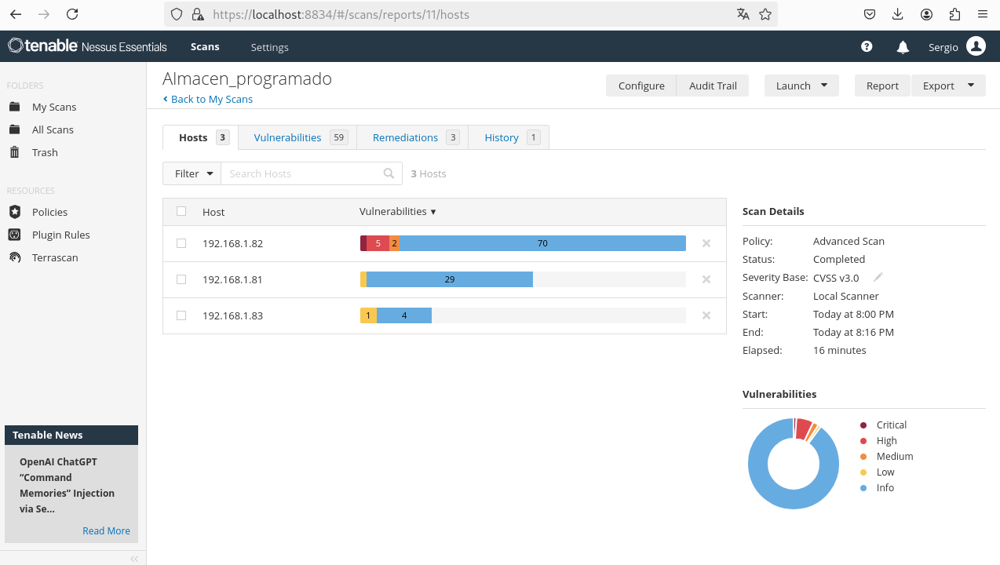 https://localhost:8834/#/scans/reports/11/hosts
tenable Nessus Essentials
Scans
Settings
?
Sergio
FOLDERS
My Scans
All Scans
Trash
RESOURCES
Policies
Plugin Rules
Terrascan
Tenable News
OpenAI ChatGPT
“Command
Memories” Injection
via Se...
Read More
Almacen_programado
Back to My Scans
Configure
Audit Trail
Launch
Report
Export
Hosts 3
Vulnerabilities 59
Remediations 3
History 1
Filter
Search Hosts
3 Hosts
Host Vulnerabilities
192.168.1.82 5 2 70
192.168.1.81 29
192.168.1.83 1 4
Scan Details
Policy: Advanced Scan
Status: Completed
Severity Base: CVSS v3.0
Scanner: Local Scanner
Start: Today at 8:00 PM
End: Today at 8:16 PM
Elapsed: 16 minutes
Vulnerabilities
Critical
High
Medium
Low
Info